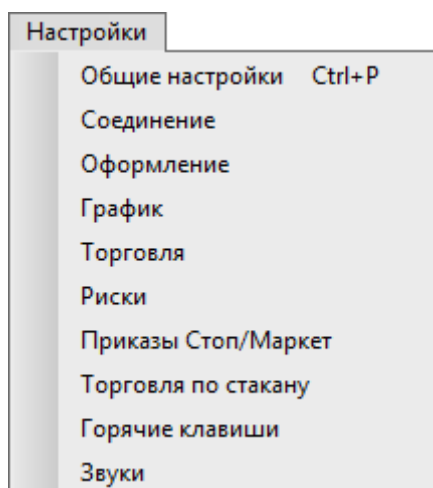 Настройки
Общие настройки Ctrl+P
Соединение
Оформление
График
Торговля
Риски
Приказы Стоп/Маркет
Торговля по стакану
Горячие клавиши
Звуки